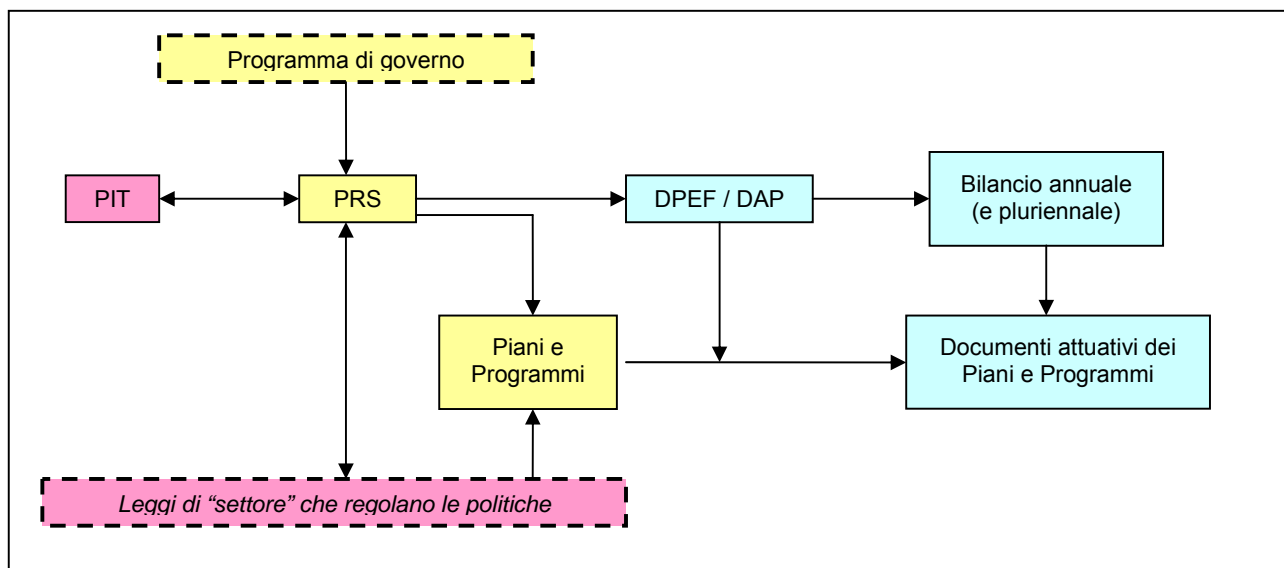 Programma di governo
PIT
PRS
DPEF / DAP
Bilancio annuale
(e pluriennale)
Piani e
Programmi
Documenti attuativi dei
Piani e Programmi
Leggi di “settore” che regolano le politiche